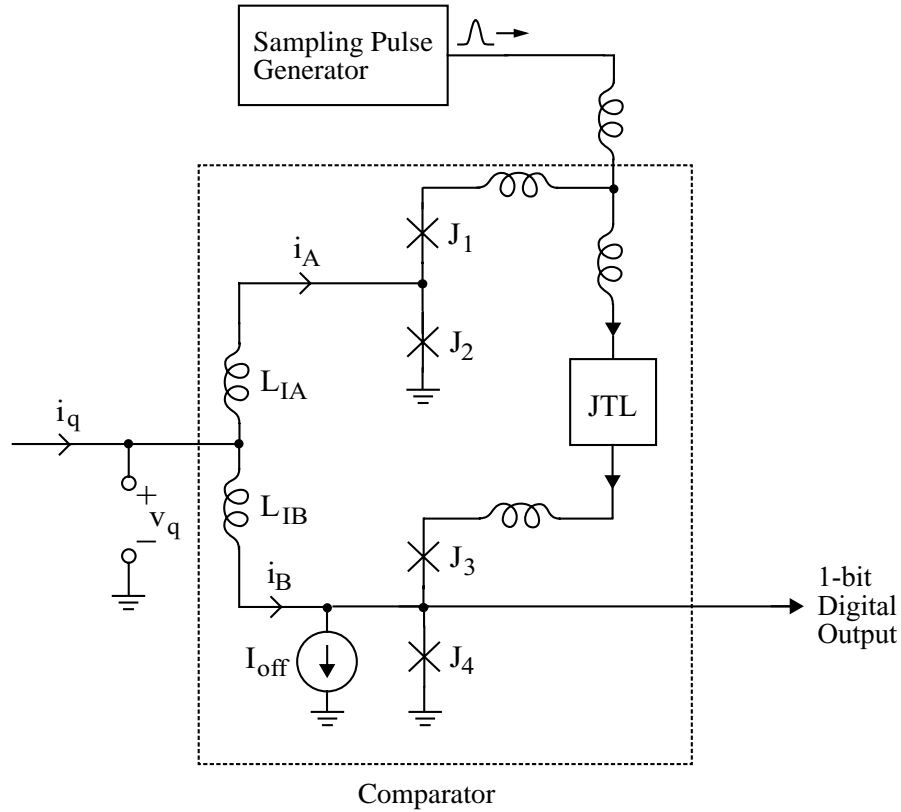 Sampling Pulse
Generator
J1
iA
J2
LIA
JTL
iq
+
vq
−
LIB
J3
iB
1-bit
Digital
Output
Ioff
J4
Comparator